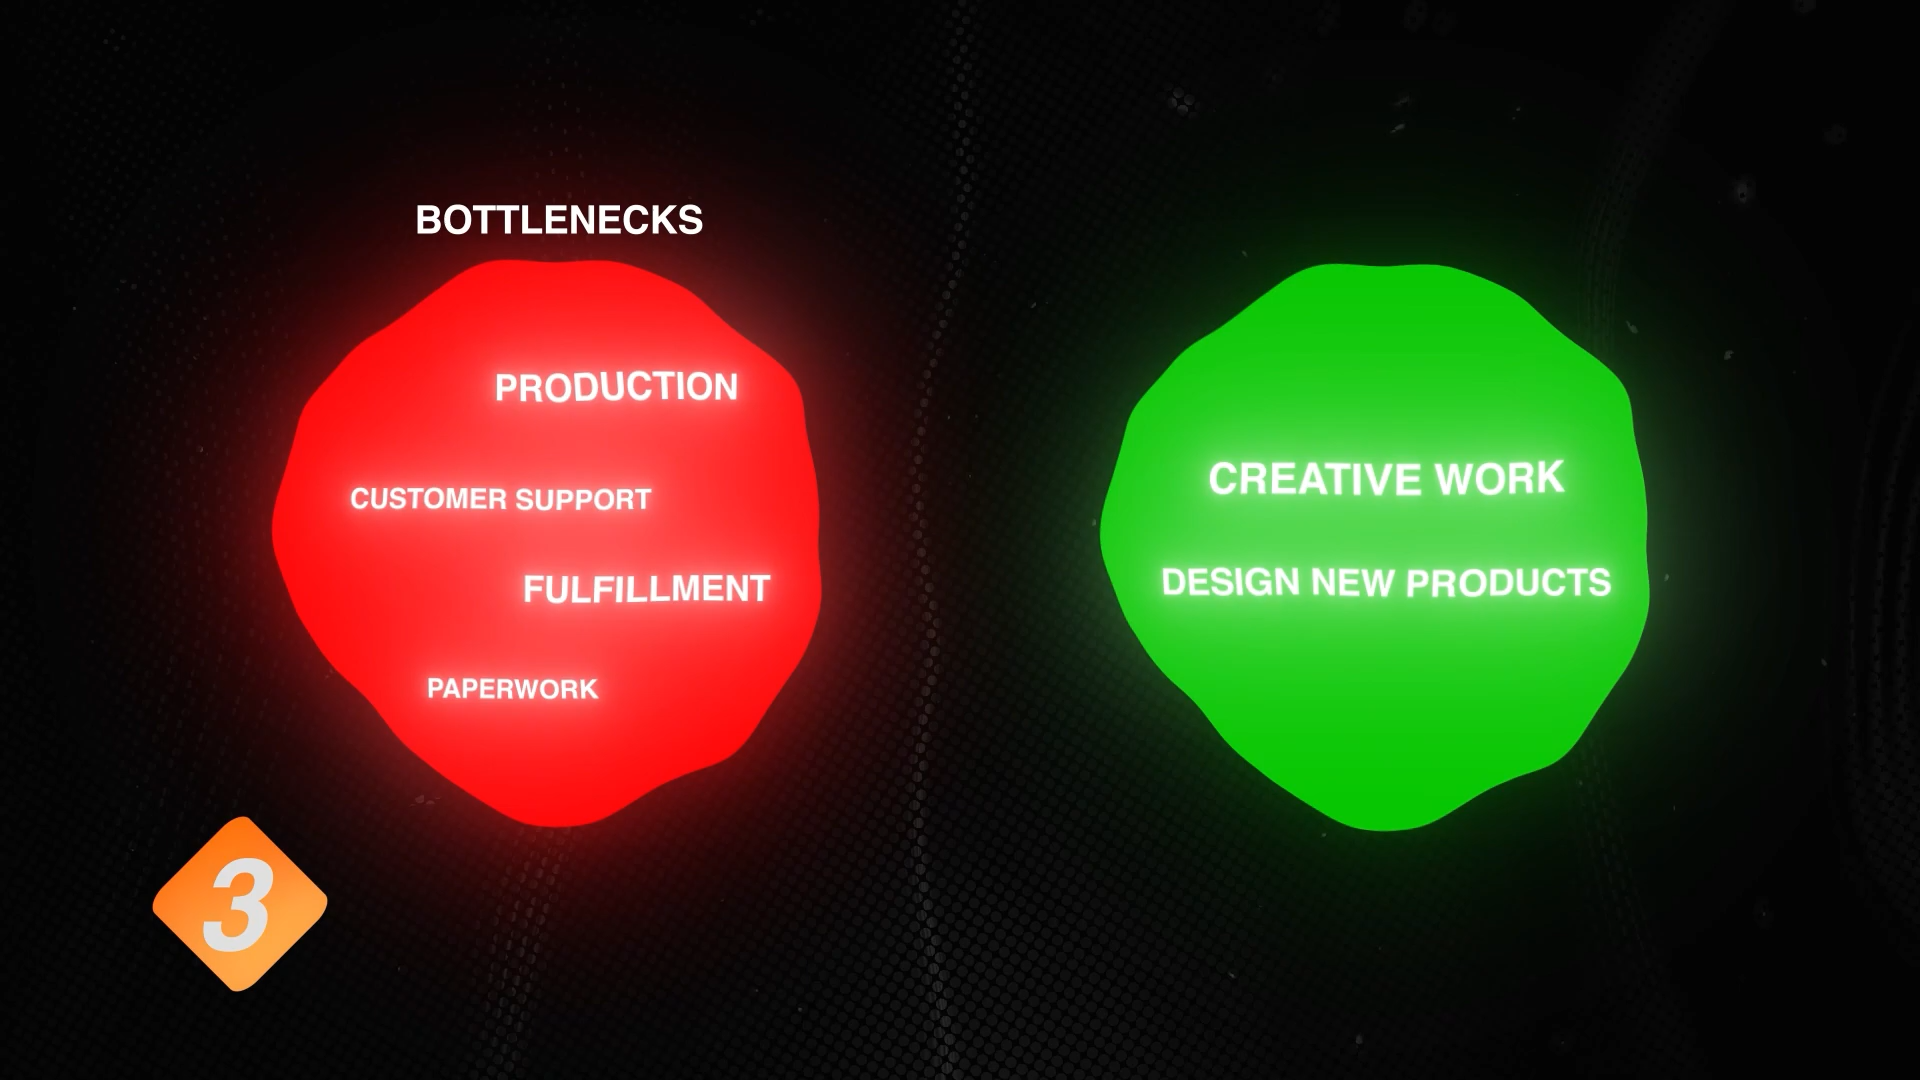 BOTTLENECKS
PRODUCTION
CUSTOMER SUPPORT
FULFILLMENT
PAPERWORK
CREATIVE WORK
DESIGN NEW PRODUCTS
3